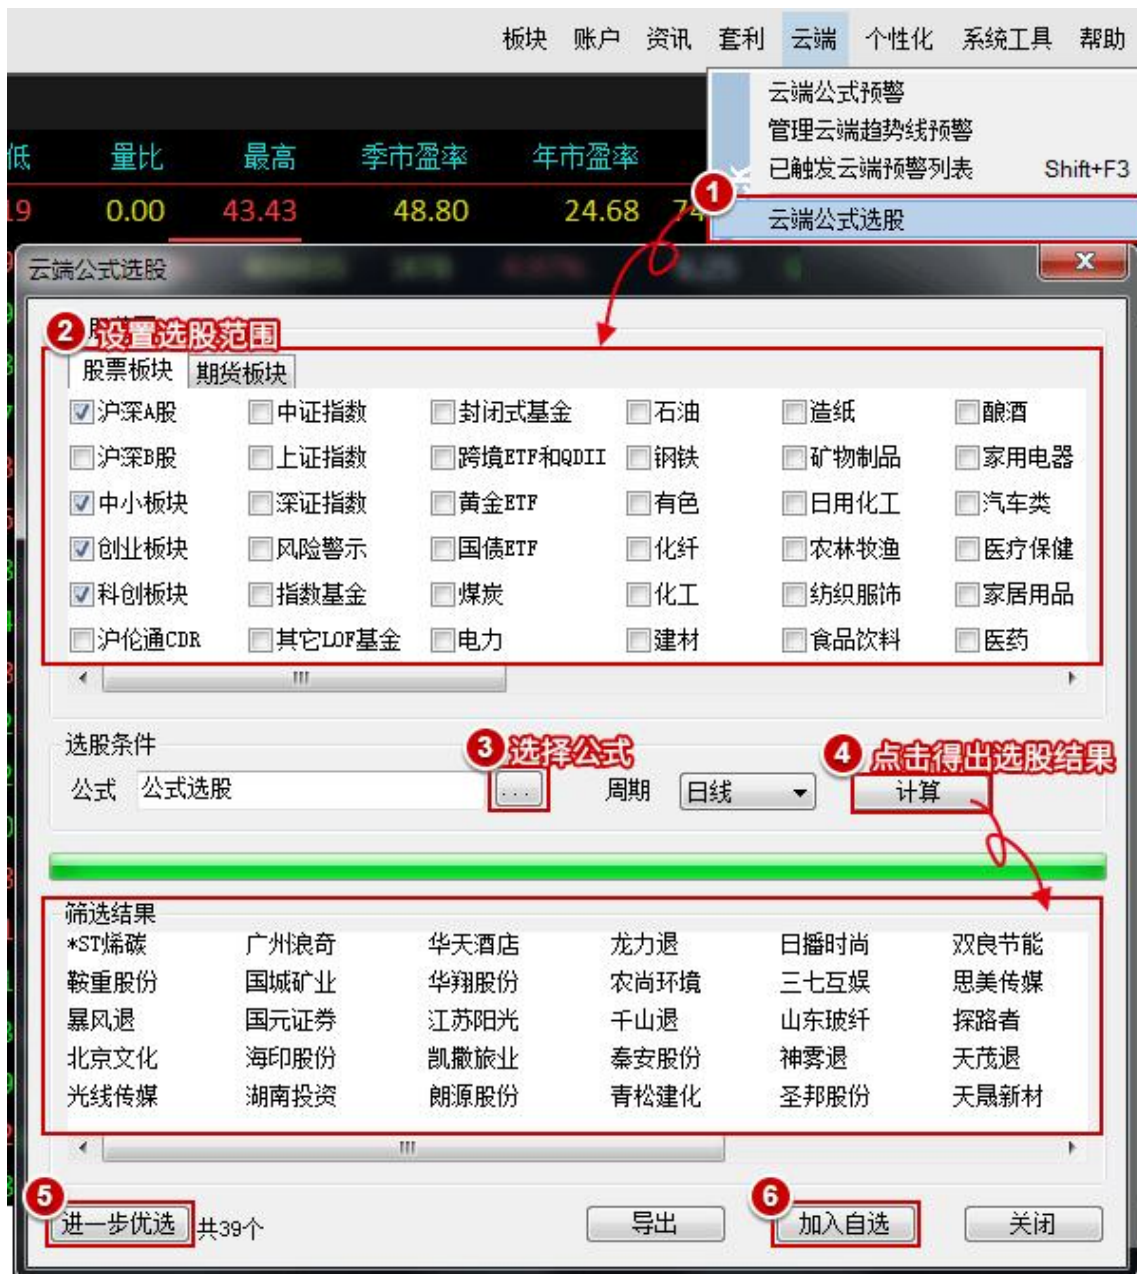 板块 账户 资讯 套利 云端 个性化 系统工具 帮助
云端公式预警
管理云端趋势线预警
已触发云端预警列表 Shift+F3
云端公式选股
低 量比 最高 季市盈率 年市盈率
19 0.00 43.43 48.80 24.68 74
1
云端公式选股 x
2 设置选股范围
股票板块 期货板块
沪深A股 中证指数 封闭式基金 石油 造纸 酿酒
沪深B股 上证指数 跨境ETF和QDII 钢铁 矿物制品 家用电器
中小板块 深证指数 黄金ETF 有色 日用化工 汽车类
创业板块 风险警示 国债ETF 化纤 农林牧渔 医疗保健
科创板块 指数基金 煤炭 化工 纺织服饰 家居用品
沪伦通CDR 其它LOF基金 电力 建材 食品饮料 医药
选股条件 3 选择公式 4 点击得出选股结果
公式 公式选股 ... 周期 日线 计算
筛选结果
*ST烯碳 广州浪奇 华天酒店 龙力退 日播时尚 双良节能
鞍重股份 国城矿业 华翔股份 农尚环境 三七互娱 思美传媒
暴风退 国元证券 江苏阳光 千山退 山东玻纤 探路者
北京文化 海印股份 凯撒旅业 秦安股份 神雾退 天茂退
光线传媒 湖南投资 朗源股份 青松建化 圣邦股份 天晟新材
5 6
进一步优选 共39个 导出 加入自选 关闭